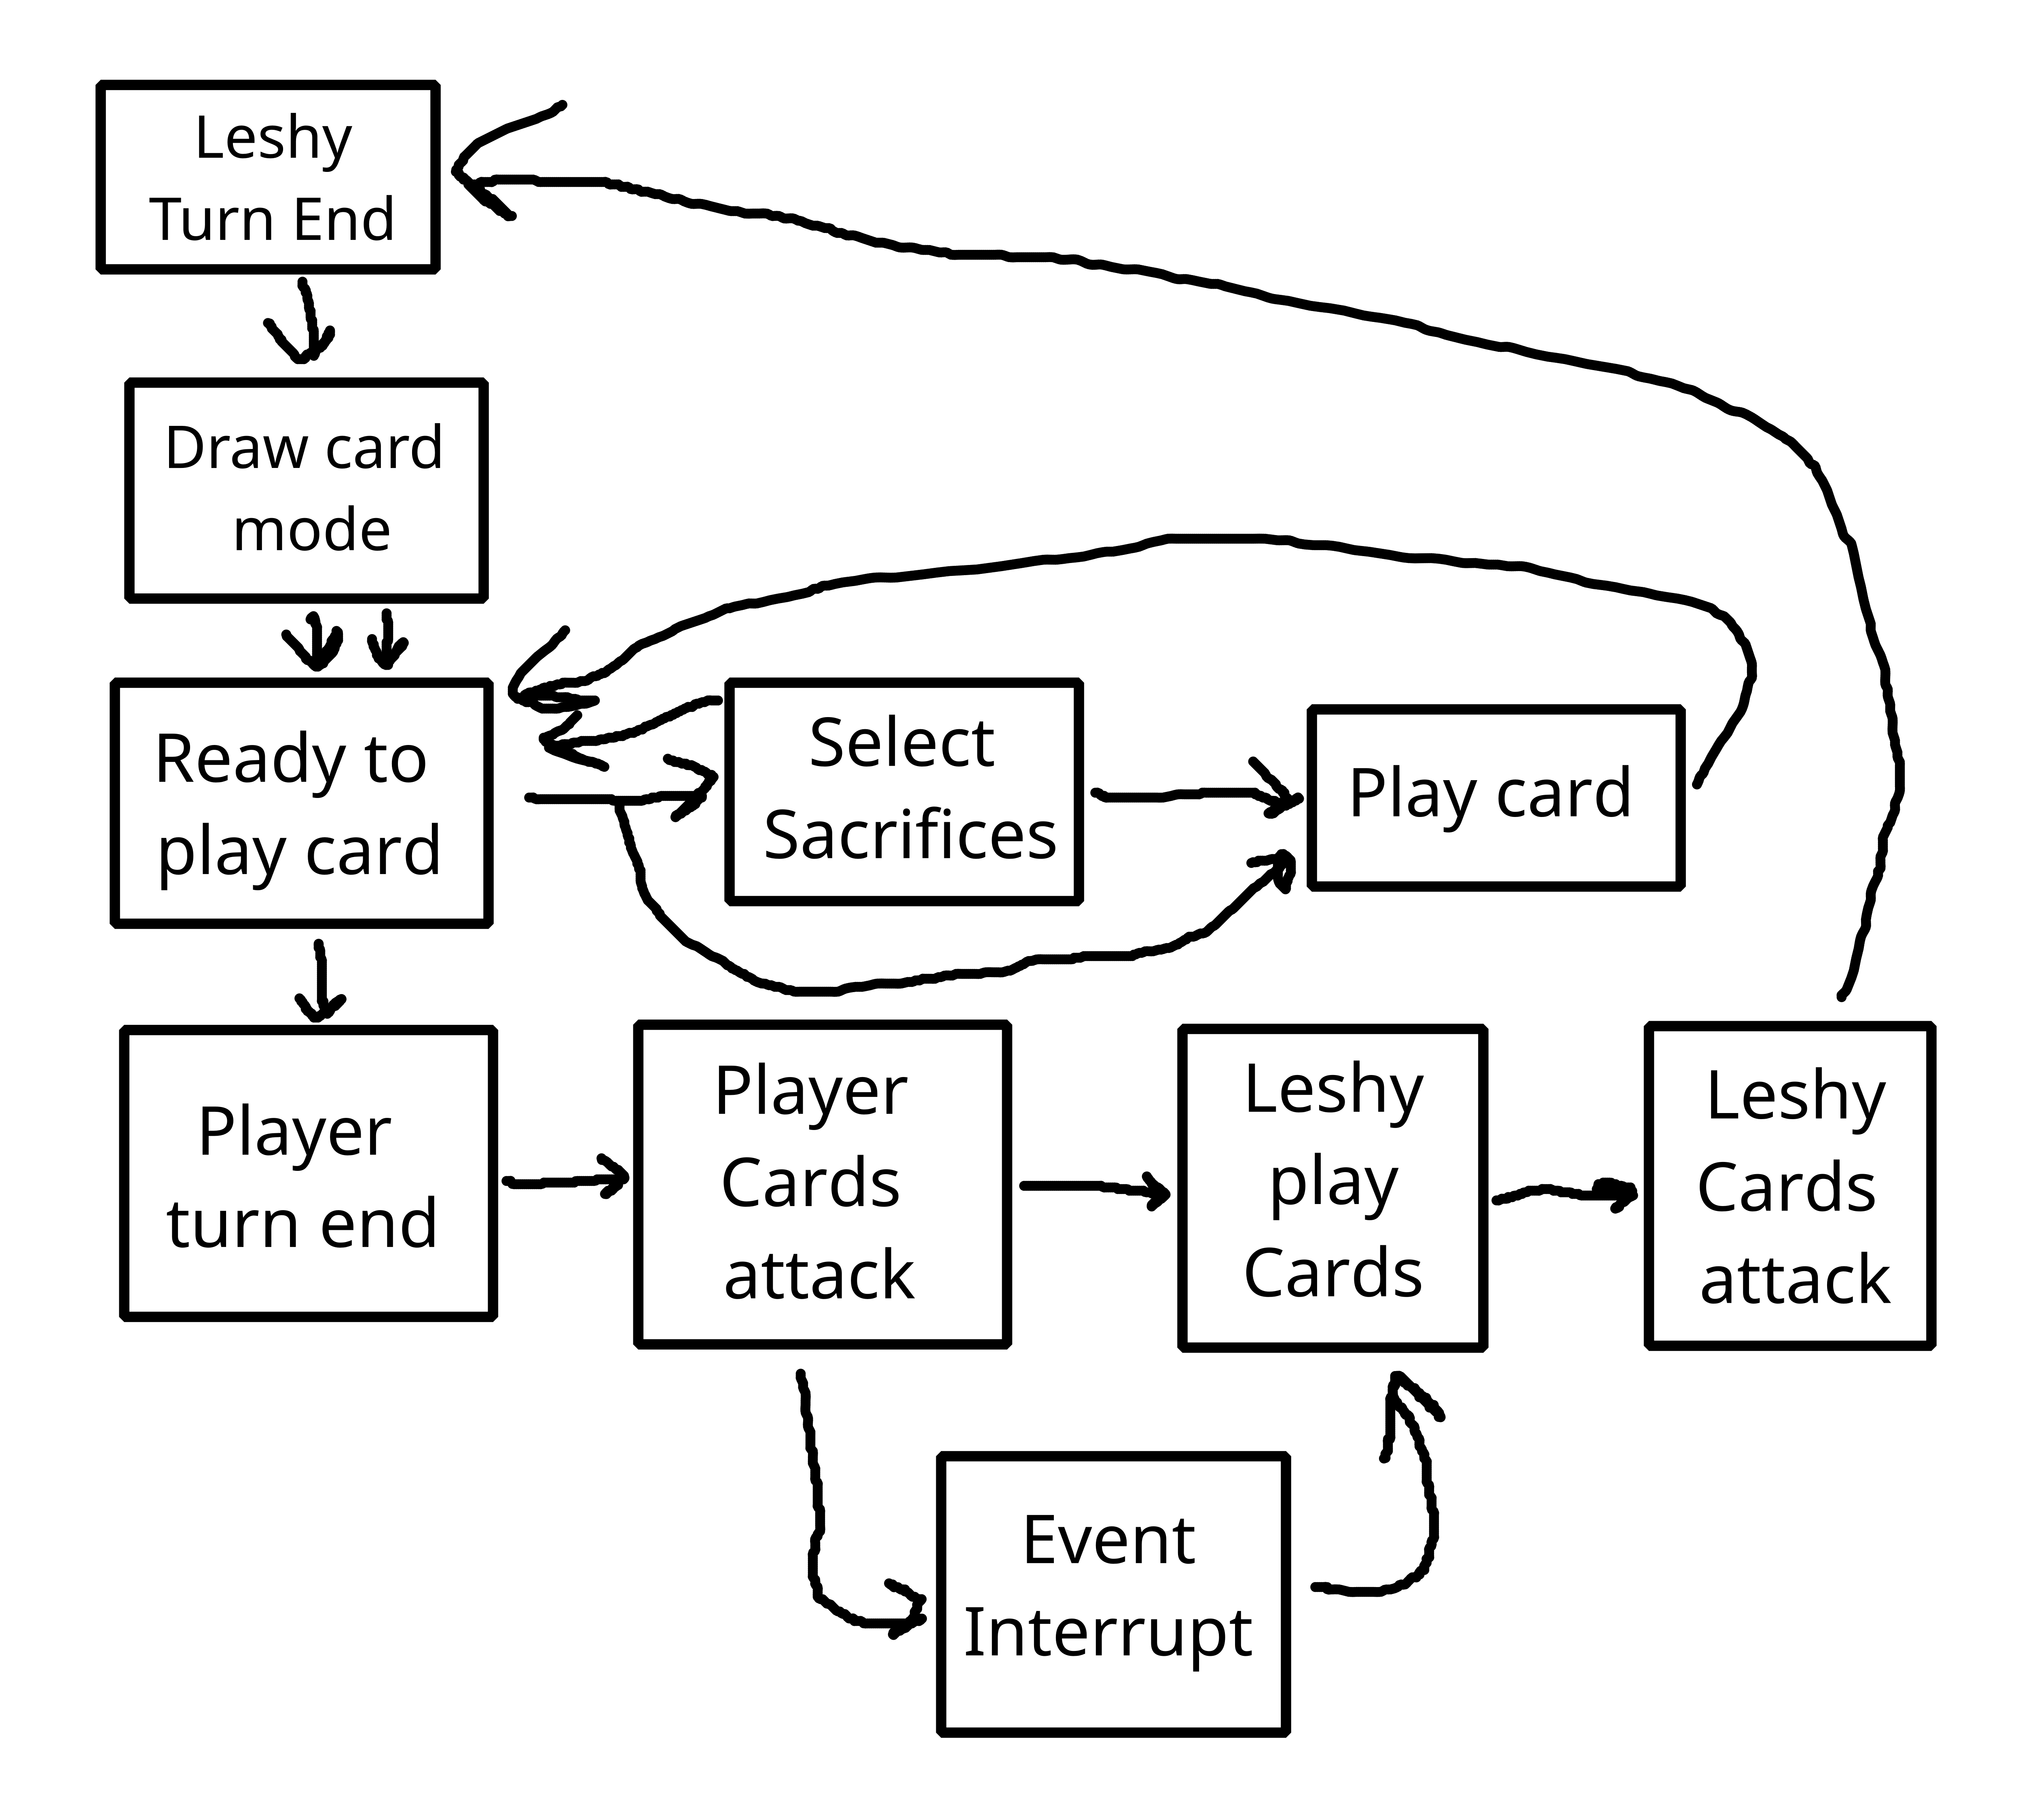 Leshy
Turn End
Draw card
mode
Ready to
play card
Select
Sacrifices
Play card
Player
turn end
Player
Cards
attack
Leshy
play
Cards
Leshy
Cards
attack
Event
Interrupt